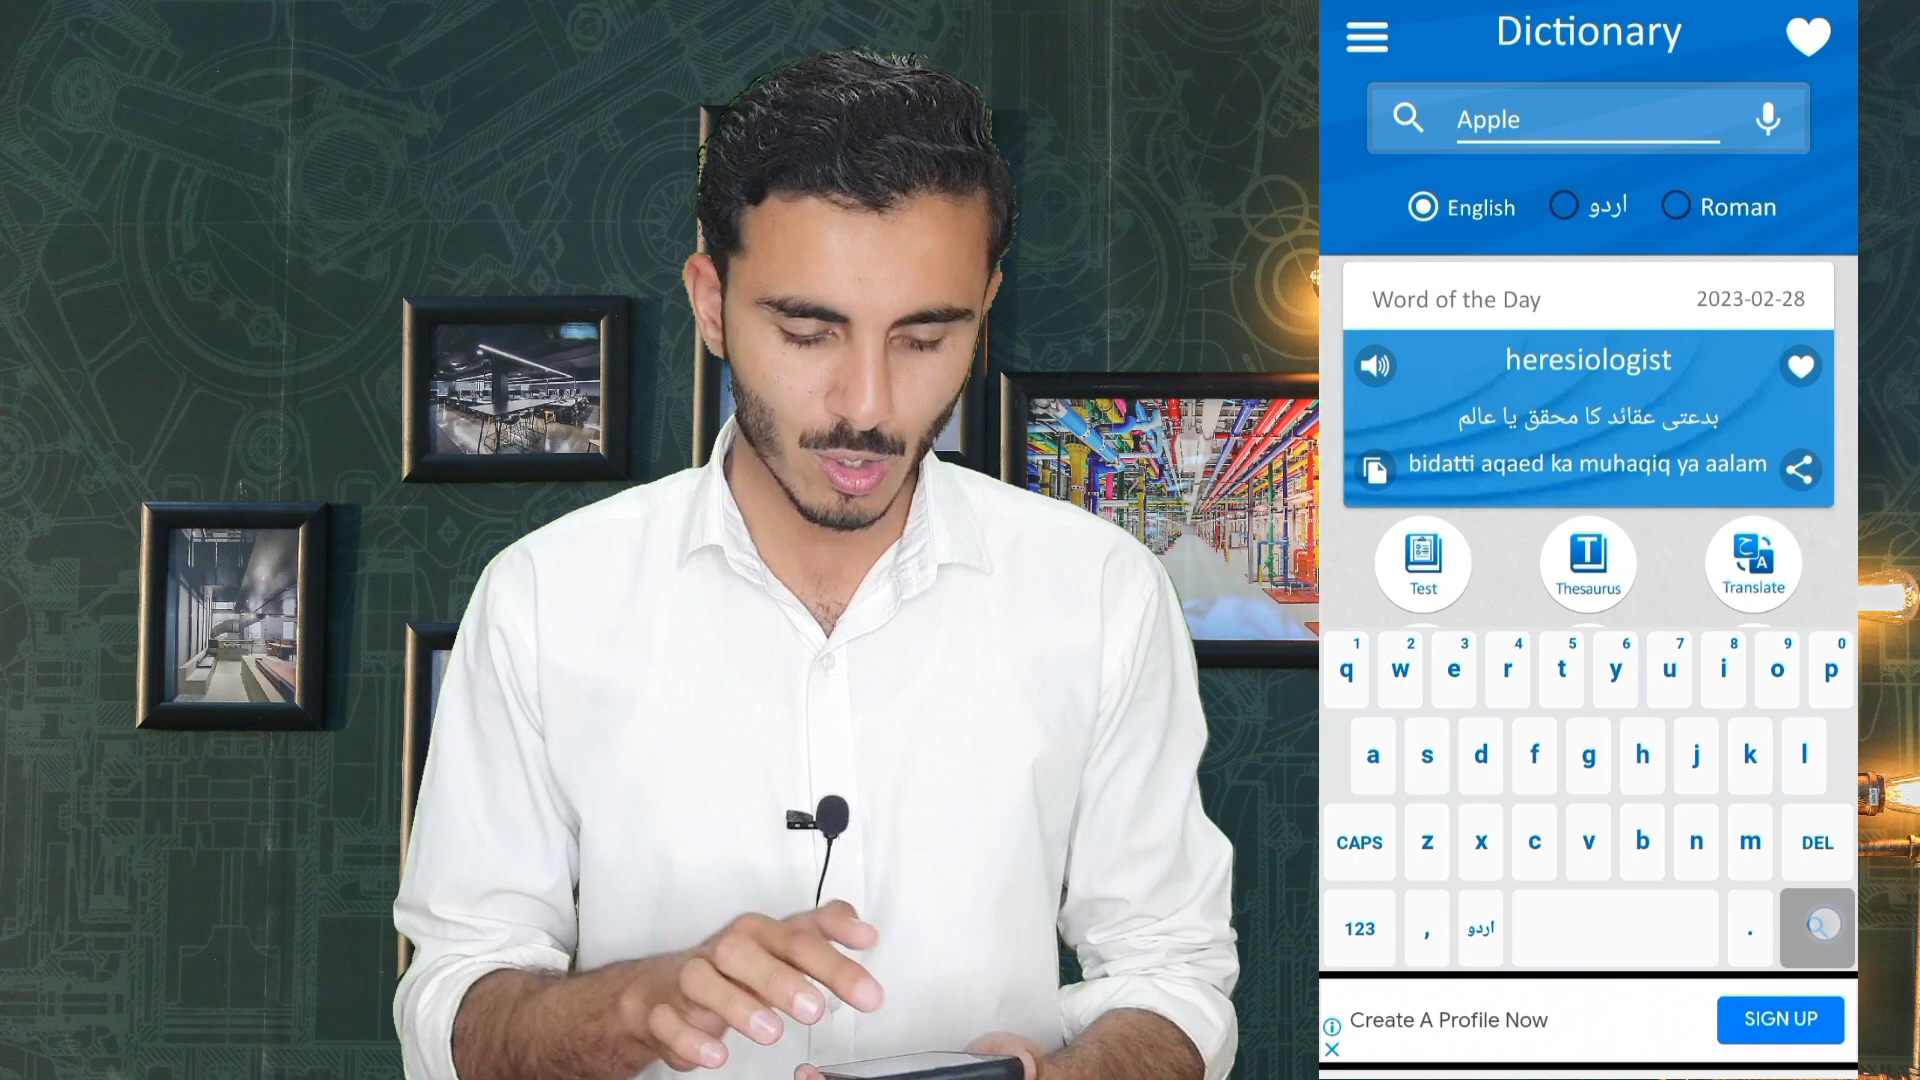 Dictionary
Apple
English
اردو
Roman
Word of the Day
2023-02-28
heresiologist
بدعتی عقائد کا محقق یا عالم
bidatti aqaed ka muhaqiq ya aalam
Test
Thesaurus
Translate
1 2 3 4 5 6 7 8 9 0
q w e r t y u i o p
a s d f g h j k l
CAPS z x c v b n m DEL
123 , اردو .
Create A Profile Now
SIGN UP